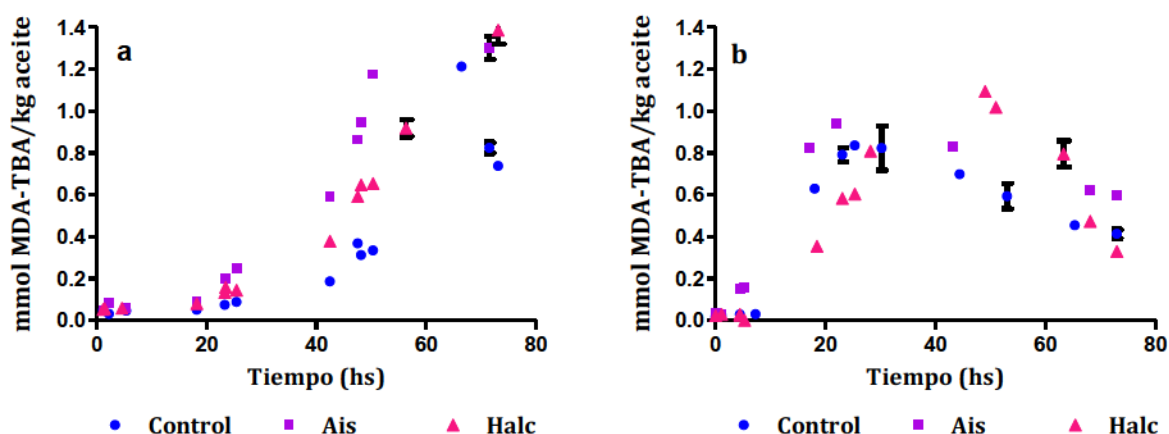 a
b
mmol MDA-TBA/kg aceite
1.4
1.2
1.0
0.8
0.6
0.4
0.2
0.0
0 20 40 60 80
Tiempo (hs)
Control Ais Halc
mmol MDA-TBA/kg aceite
1.4
1.2
1.0
0.8
0.6
0.4
0.2
0.0
0 20 40 60 80
Tiempo (hs)
Control Ais Halc